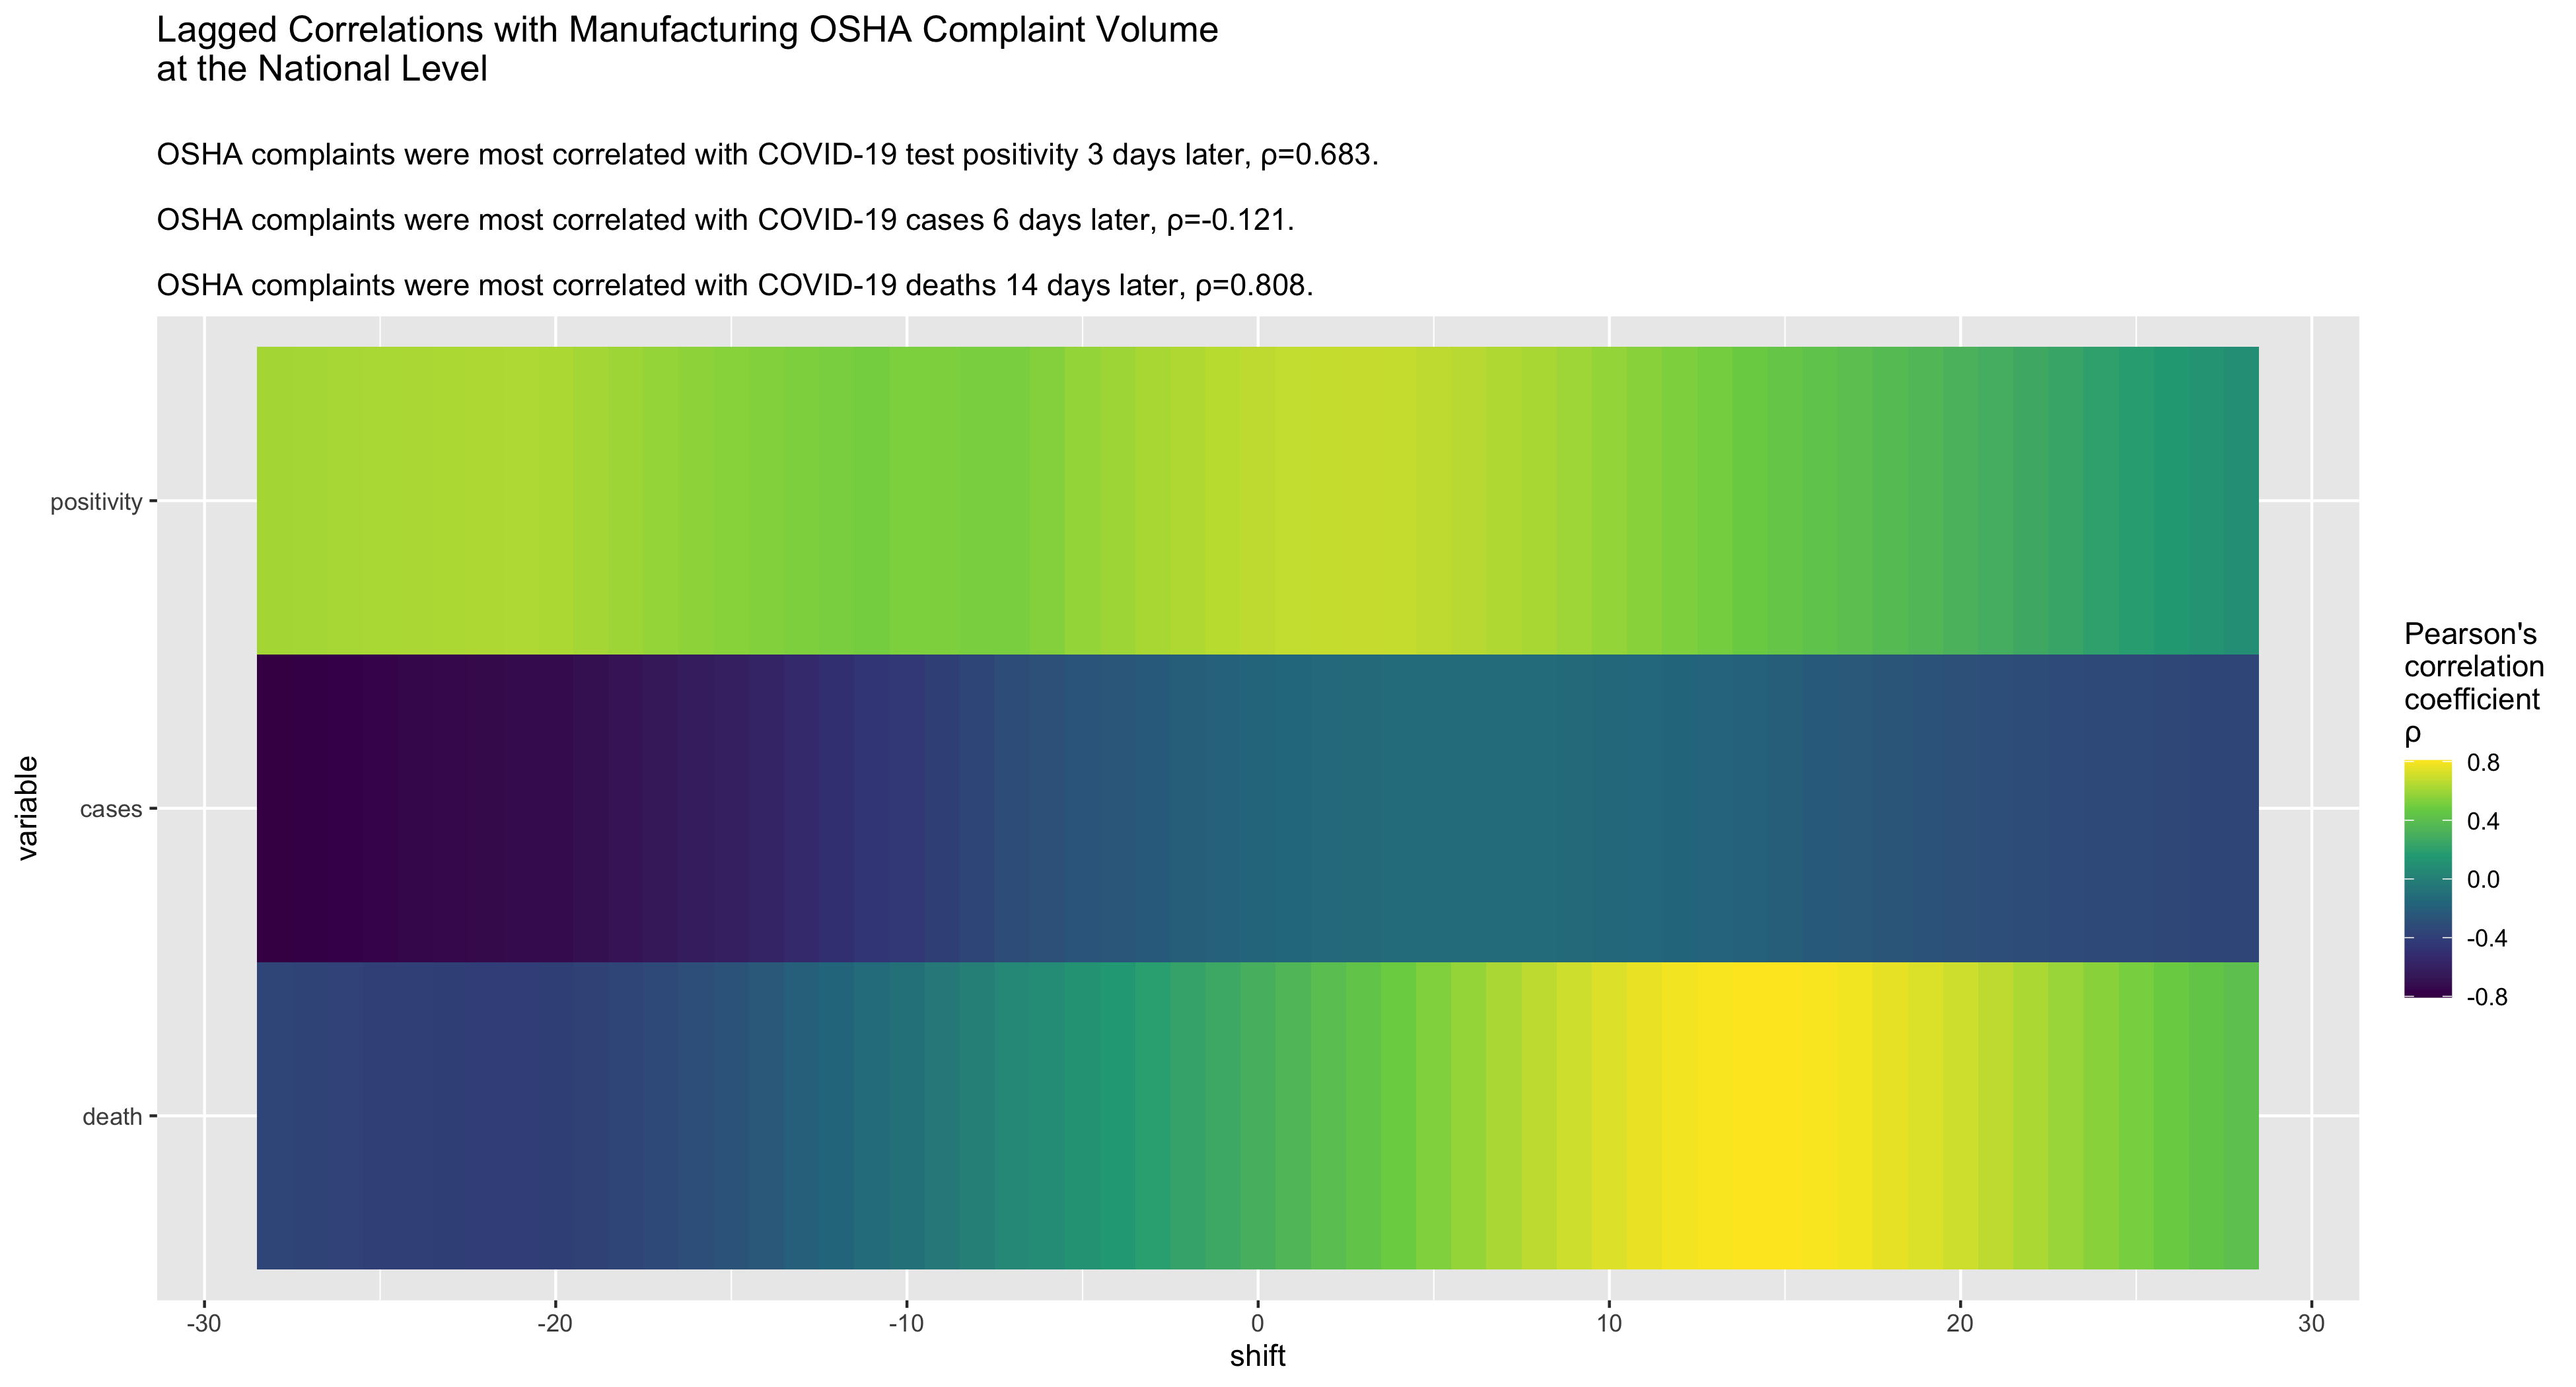 Lagged Correlations with Manufacturing OSHA Complaint Volume
at the National Level
OSHA complaints were most correlated with COVID-19 test positivity 3 days later, ρ=0.683.
OSHA complaints were most correlated with COVID-19 cases 6 days later, ρ=-0.121.
OSHA complaints were most correlated with COVID-19 deaths 14 days later, ρ=0.808.
variable
positivity
cases
death
-30 -20 -10 0 10 20 30
shift
Pearson's
correlation
coefficient
ρ
0.8
0.4
0.0
-0.4
-0.8